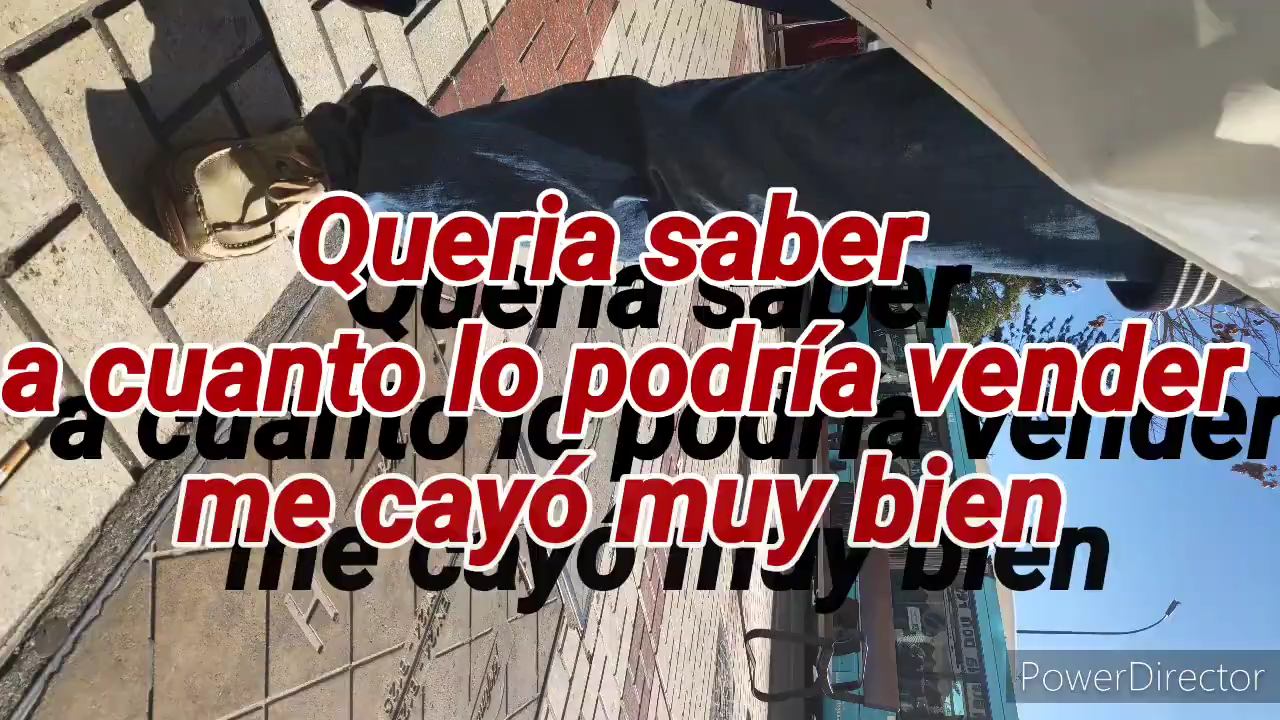 Queria saber
a cuanto lo podría vender
me cayó muy bien
PowerDirector